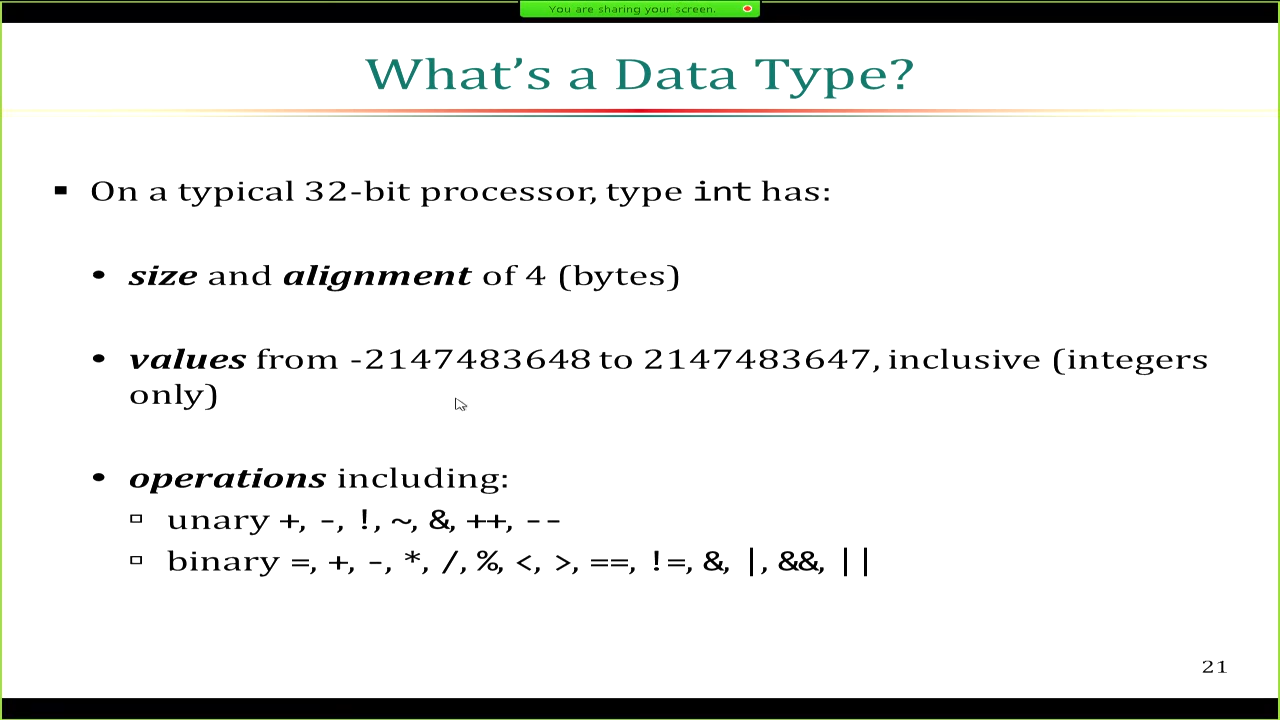 You are sharing your screen.
What's a Data Type?
On a typical 32-bit processor, type int has:
size and alignment of 4 (bytes)
values from -2147483648 to 2147483647, inclusive (integers
only)
operations including:
unary +, -, !, ~, &, ++, --
binary =, +, -, *, /, %, <, >, ==, !=, &, |, &&, ||
21